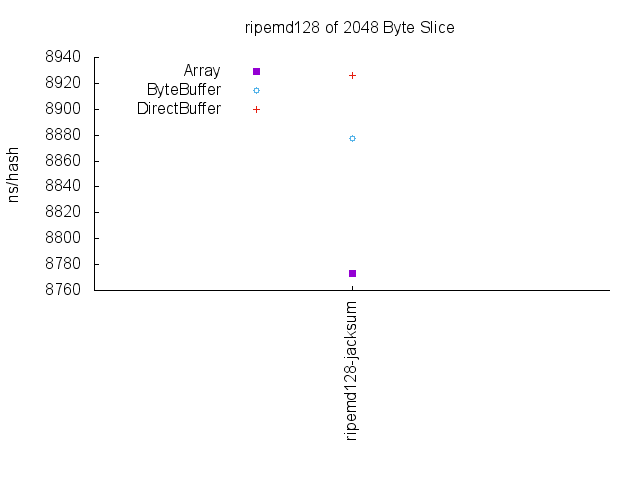 ripemd128 of 2048 Byte Slice
8940
8920
8900
8880
8860
8840
8820
8800
8780
8760
ns/hash
Array
ByteBuffer
DirectBuffer
ripemd128-jacksum